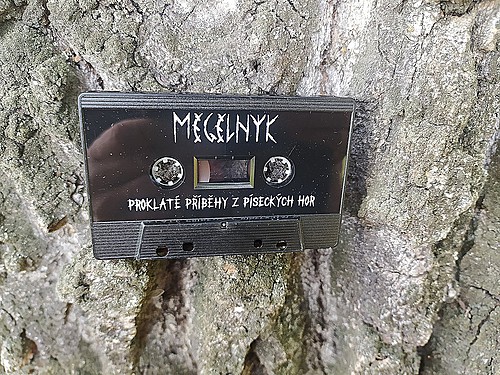 MEGELNYK
PROKLATÉ PŘÍBĚHY Z PÍSECKÝCH HOR